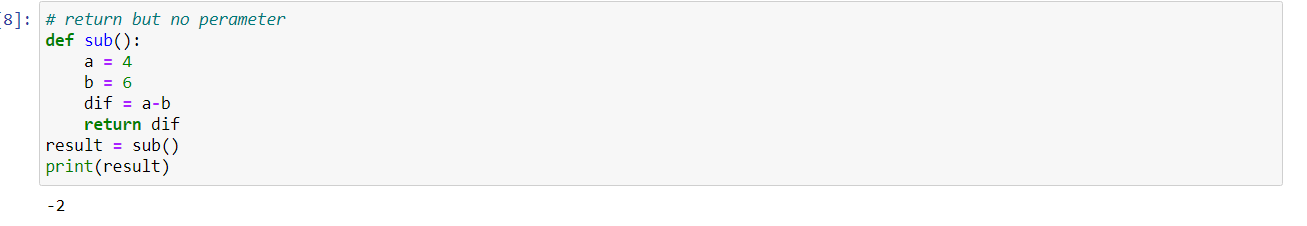 [8]: # return but no perameter
def sub():
    a = 4
    b = 6
    dif = a-b
    return dif
result = sub()
print(result)
-2